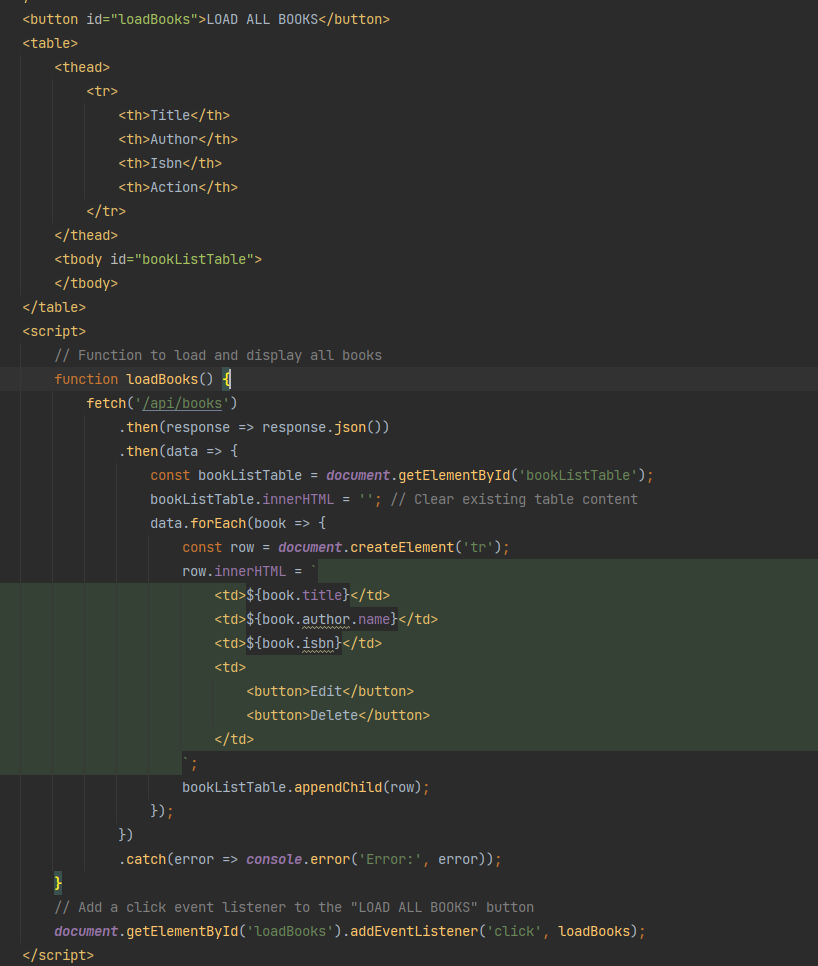 <button id="loadBooks">LOAD ALL BOOKS</button>
<table>
    <thead>
        <tr>
            <th>Title</th>
            <th>Author</th>
            <th>Isbn</th>
            <th>Action</th>
        </tr>
    </thead>
    <tbody id="bookListTable">
    </tbody>
</table>
<script>
    // Function to load and display all books
    function loadBooks() {
        fetch('/api/books')
            .then(response => response.json())
            .then(data => {
                const bookListTable = document.getElementById('bookListTable');
                bookListTable.innerHTML = ''; // Clear existing table content
                data.forEach(book => {
                    const row = document.createElement('tr');
                    row.innerHTML = `
                        <td>${book.title}</td>
                        <td>${book.author.name}</td>
                        <td>${book.isbn}</td>
                        <td>
                            <button>Edit</button>
                            <button>Delete</button>
                        </td>
                    `;
                    bookListTable.appendChild(row);
                });
            })
            .catch(error => console.error('Error:', error));
    }
    // Add a click event listener to the "LOAD ALL BOOKS" button
    document.getElementById('loadBooks').addEventListener('click', loadBooks);
</script>